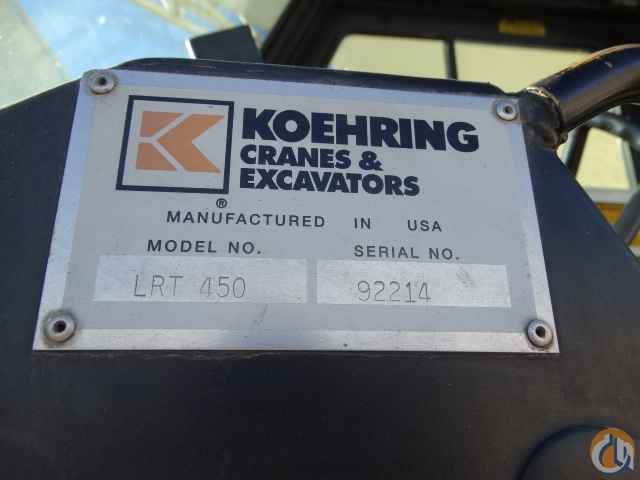 KOEHRING
CRANES &
EXCAVATORS
®
MANUFACTURED IN USA
MODEL NO. SERIAL NO.
LRT 450 92214